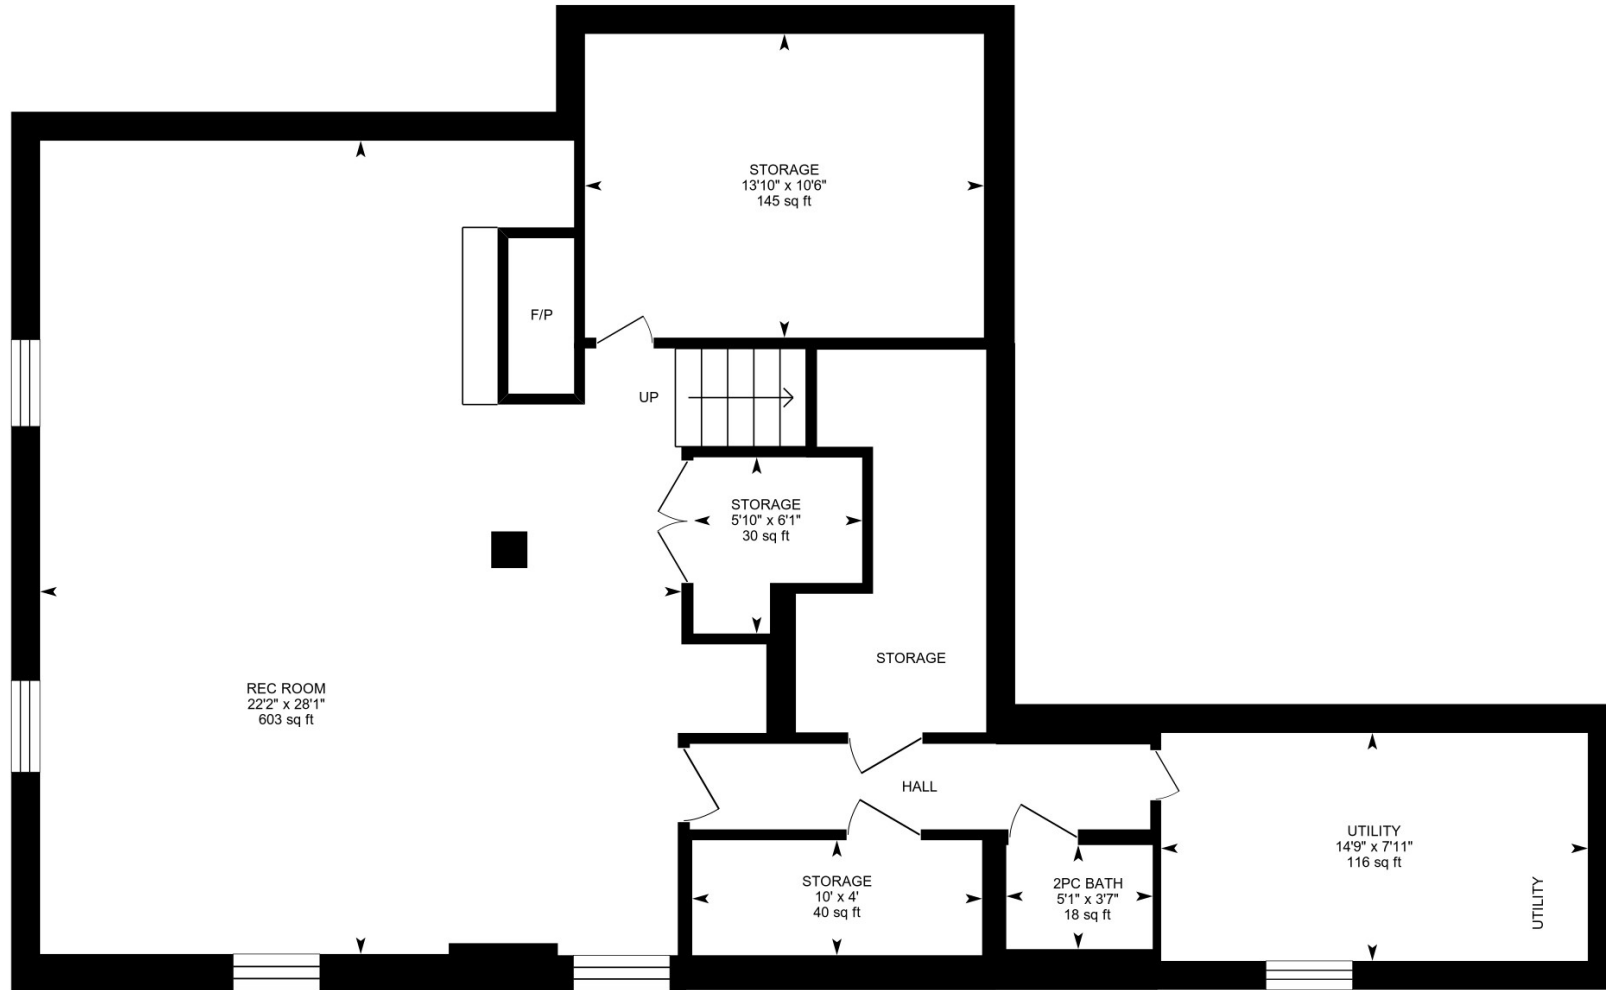 STORAGE
13'10" x 10'6"
145 sq ft
F/P
UP
STORAGE
5'10" x 6'1"
30 sq ft
STORAGE
REC ROOM
22'2" x 28'1"
603 sq ft
HALL
UTILITY
14'9" x 7'11"
116 sq ft
STORAGE
10' x 4'
40 sq ft
2PC BATH
5'1" x 3'7"
18 sq ft
UTILITY